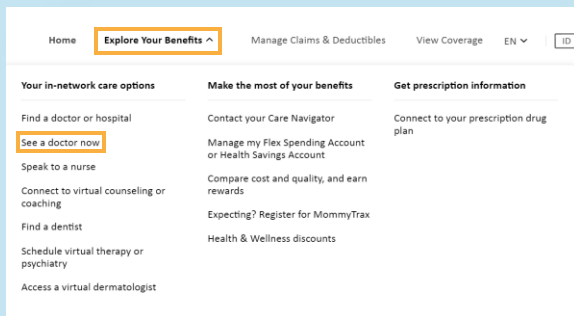 Home Explore Your Benefits Manage Claims & Deductibles View Coverage EN ID
Your in-network care options
Find a doctor or hospital
See a doctor now
Speak to a nurse
Connect to virtual counseling or
coaching
Find a dentist
Schedule virtual therapy or
psychiatry
Access a virtual dermatologist
Make the most of your benefits
Contact your Care Navigator
Manage my Flex Spending Account
or Health Savings Account
Compare cost and quality, and earn
rewards
Expecting? Register for MommyTrax
Health & Wellness discounts
Get prescription information
Connect to your prescription drug
plan